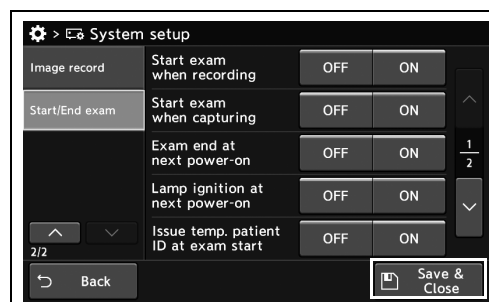 > System setup
Image record
Start/End exam
2/2
Start exam
when recording
OFF ON
Start exam
when capturing
OFF ON
Exam end at
next power-on
OFF ON
Lamp ignition at
next power-on
OFF ON
Issue temp. patient
ID at exam start
OFF ON
1
2
Back
Save &
Close